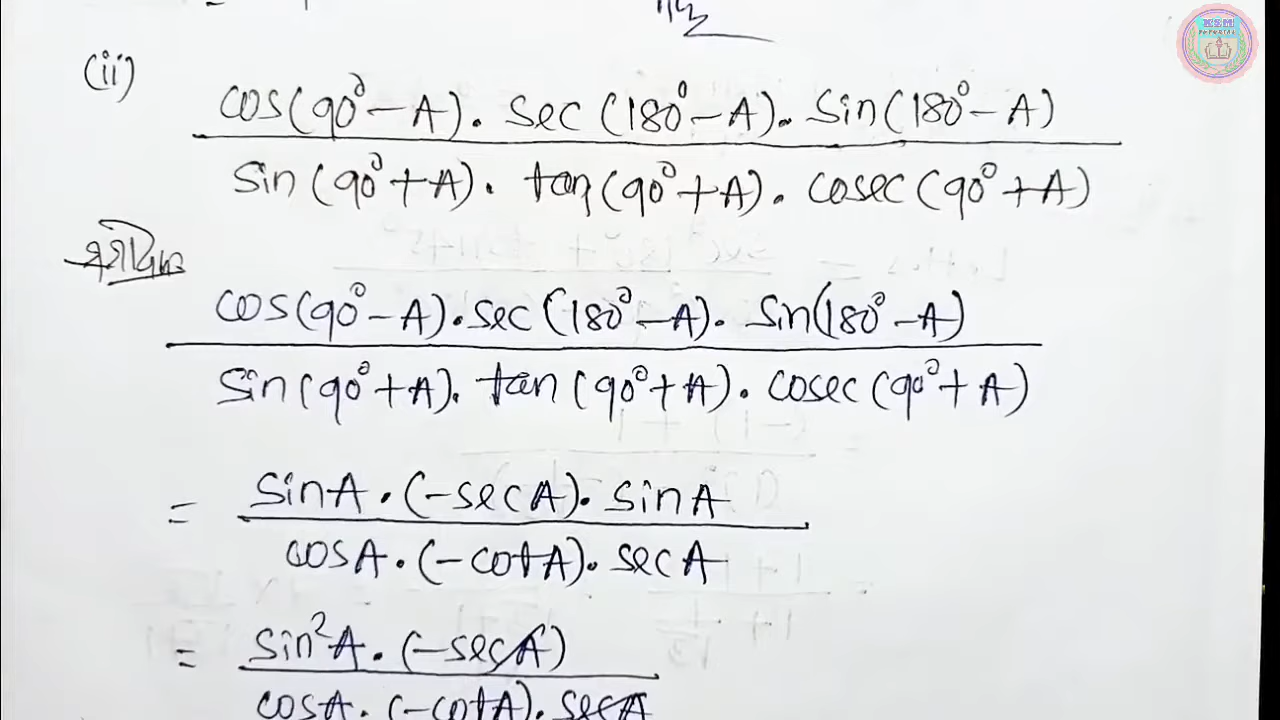 (ii) cos(90°-A). sec(180°-A). sin(180°-A)
sin(90°+A). tan(90°+A). cosec(90°+A)
cos(90°-A). sec(180°-A). sin(180°-A)
sin(90°+A). tan(90°+A). cosec(90°+A)
= sinA.(-secA). sinA
cosA.(-cotA). secA
= sin²A.(-secA)
cosA.(-cotA). secA
KSM